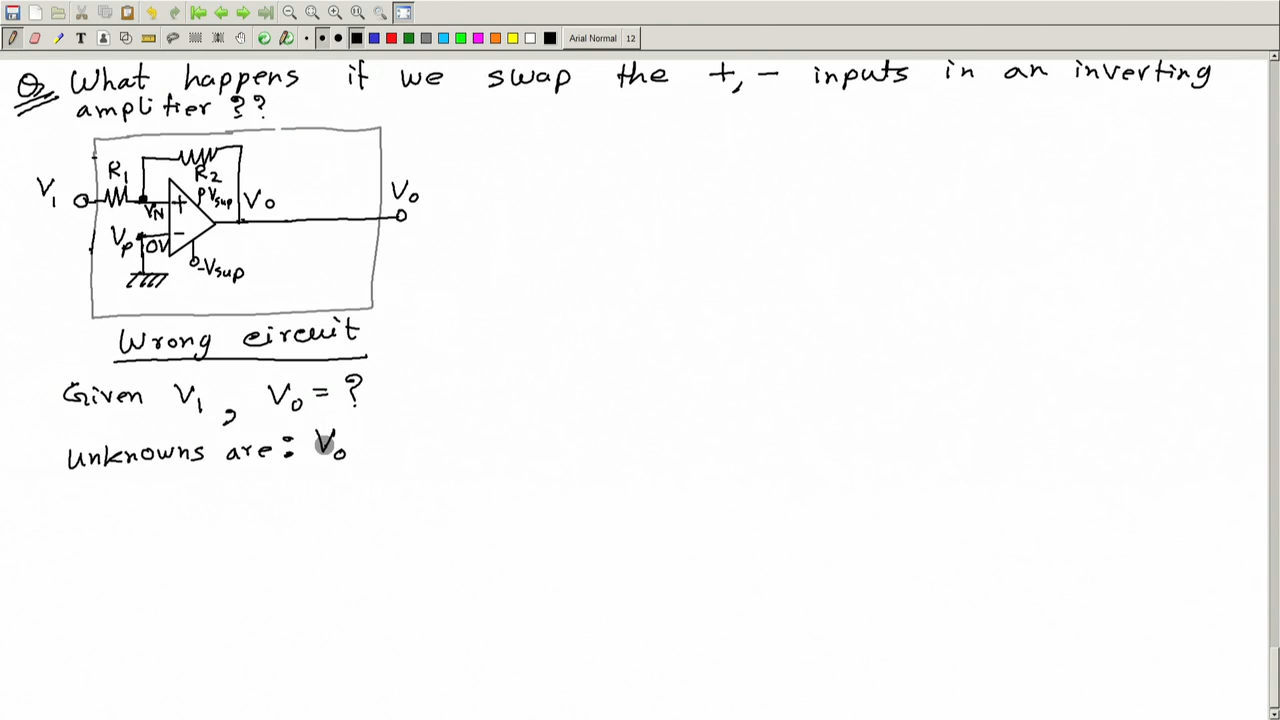 T
Arial Normal 12
Q What happens if we swap the +, - inputs in an inverting
amplifier ??
R1
R2
V1
+
VN
Vsup
Vo
Vo
Vp
0V
-
-Vsup
Wrong circuit
Given V1, Vo = ?
Unknowns are: Vo